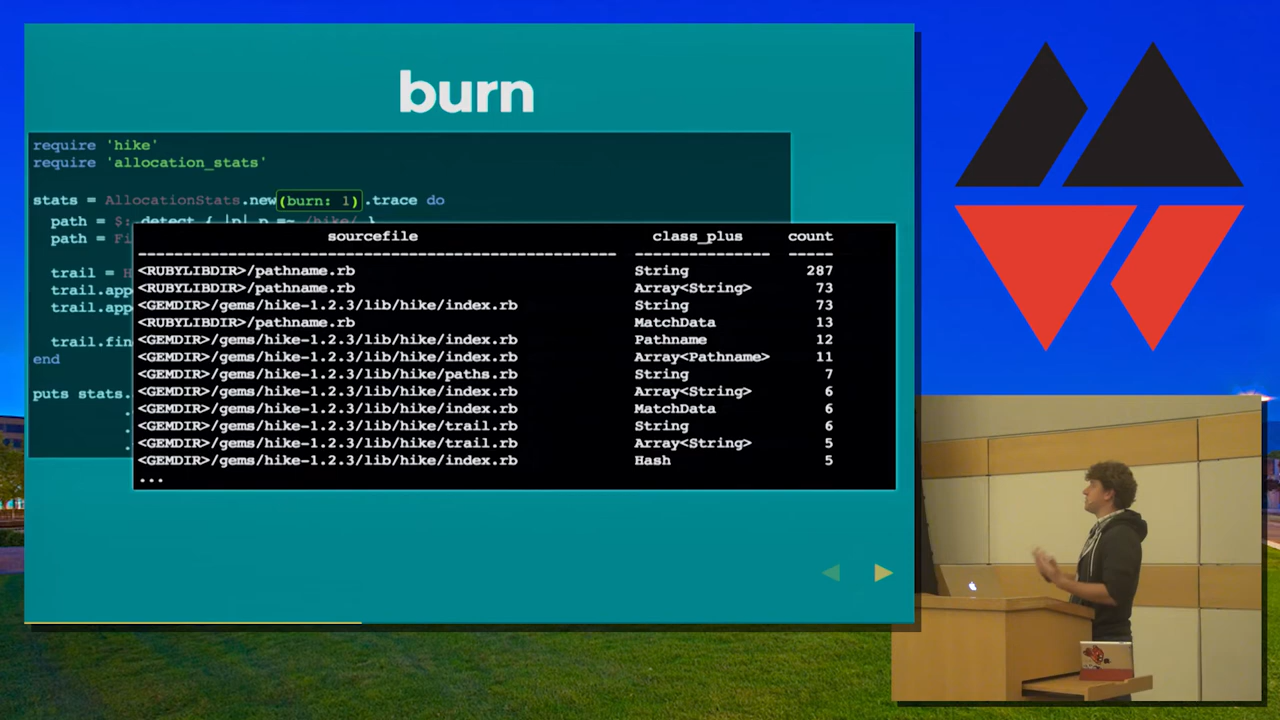 burn
require 'hike'
require 'allocation_stats'
stats = AllocationStats.new(burn: 1).trace do
path = $:.detect { |p| p =~ /hike/ }
path = Fi
trail = H
trail.app
trail.app
trail.fin
end
puts stats.
.
.
.
sourcefile class_plus count
------------------------------------------------------- --------------- -----
<RUBYLIBDIR>/pathname.rb String 287
<RUBYLIBDIR>/pathname.rb Array<String> 73
<GEMDIR>/gems/hike-1.2.3/lib/hike/index.rb String 73
<RUBYLIBDIR>/pathname.rb MatchData 13
<GEMDIR>/gems/hike-1.2.3/lib/hike/index.rb Pathname 12
<GEMDIR>/gems/hike-1.2.3/lib/hike/index.rb Array<Pathname> 11
<GEMDIR>/gems/hike-1.2.3/lib/hike/paths.rb String 7
<GEMDIR>/gems/hike-1.2.3/lib/hike/index.rb Array<String> 6
<GEMDIR>/gems/hike-1.2.3/lib/hike/index.rb MatchData 6
<GEMDIR>/gems/hike-1.2.3/lib/hike/trail.rb String 6
<GEMDIR>/gems/hike-1.2.3/lib/hike/trail.rb Array<String> 5
<GEMDIR>/gems/hike-1.2.3/lib/hike/index.rb Hash 5
...